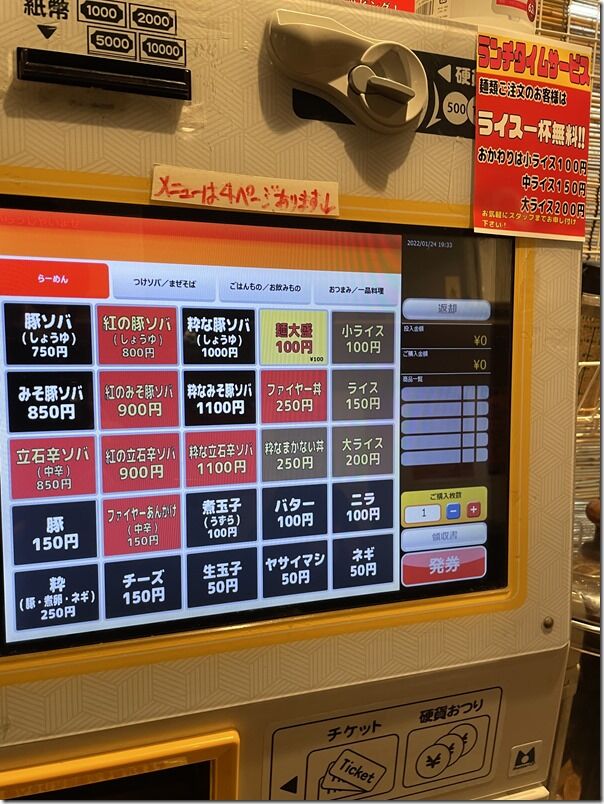 紙幣
1000 2000
5000 10000
硬貨
500
ランチタイムサービス
麺類ご注文のお客様は
ライス一杯無料!!
おかわりは小ライス100円
中ライス150円
大ライス200円
お気軽にスタッフまでお申し付け
下さい!
メニューは4ページあります↓
2022/01/24 19:33
らーめん
つけソバ/まぜそば
ごはんもの/お飲みもの
おつまみ/一品料理
豚ソバ
(しょうゆ)
750円
紅の豚ソバ
(しょうゆ)
800円
粋な豚ソバ
(しょうゆ)
1000円
麺大盛
100円
¥100
小ライス
100円
みそ豚ソバ
850円
紅のみそ豚ソバ
900円
粋なみそ豚ソバ
1100円
ファイヤー丼
250円
ライス
150円
立石辛ソバ
(中辛)
850円
紅の立石辛ソバ
900円
粋な立石辛ソバ
1100円
粋なまかない丼
250円
大ライス
200円
豚
150円
ファイヤーあんかけ
(中辛)
150円
煮玉子
(うずら)
100円
バター
100円
ニラ
100円
粋
(豚・煮卵・ネギ)
250円
チーズ
150円
生玉子
50円
ヤサイマシ
50円
ネギ
50円
返却
投入金額
¥0
ご購入金額
¥0
商品一覧
ご購入枚数
1 − +
領収書
発券
チケット
Ticket
硬貨おつり
¥